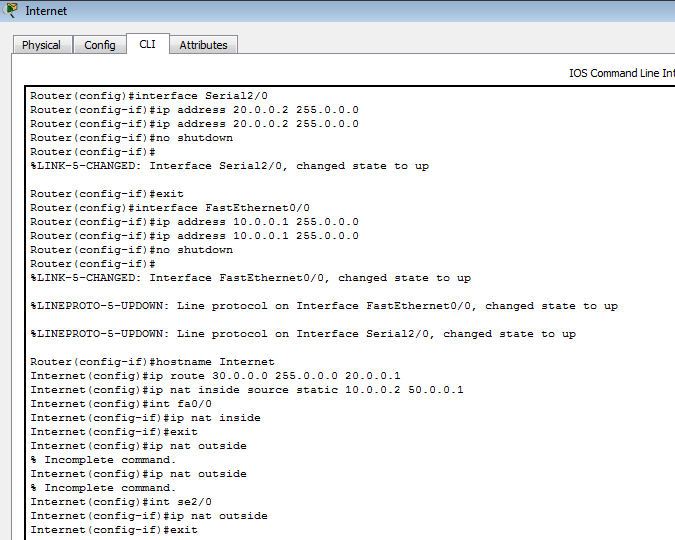 Internet
Physical Config CLI Attributes
IOS Command Line Int
Router(config)#interface Serial2/0
Router(config-if)#ip address 20.0.0.2 255.0.0.0
Router(config-if)#ip address 20.0.0.2 255.0.0.0
Router(config-if)#no shutdown
Router(config-if)#
%LINK-5-CHANGED: Interface Serial2/0, changed state to up
Router(config-if)#exit
Router(config)#interface FastEthernet0/0
Router(config-if)#ip address 10.0.0.1 255.0.0.0
Router(config-if)#ip address 10.0.0.1 255.0.0.0
Router(config-if)#no shutdown
Router(config-if)#
%LINK-5-CHANGED: Interface FastEthernet0/0, changed state to up
%LINEPROTO-5-UPDOWN: Line protocol on Interface FastEthernet0/0, changed state to up
%LINEPROTO-5-UPDOWN: Line protocol on Interface Serial2/0, changed state to up
Router(config-if)#hostname Internet
Internet(config)#ip route 30.0.0.0 255.0.0.0 20.0.0.1
Internet(config)#ip nat inside source static 10.0.0.2 50.0.0.1
Internet(config)#int fa0/0
Internet(config-if)#ip nat inside
Internet(config-if)#exit
Internet(config)#ip nat outside
% Incomplete command.
Internet(config)#ip nat outside
% Incomplete command.
Internet(config)#int se2/0
Internet(config-if)#ip nat outside
Internet(config-if)#exit